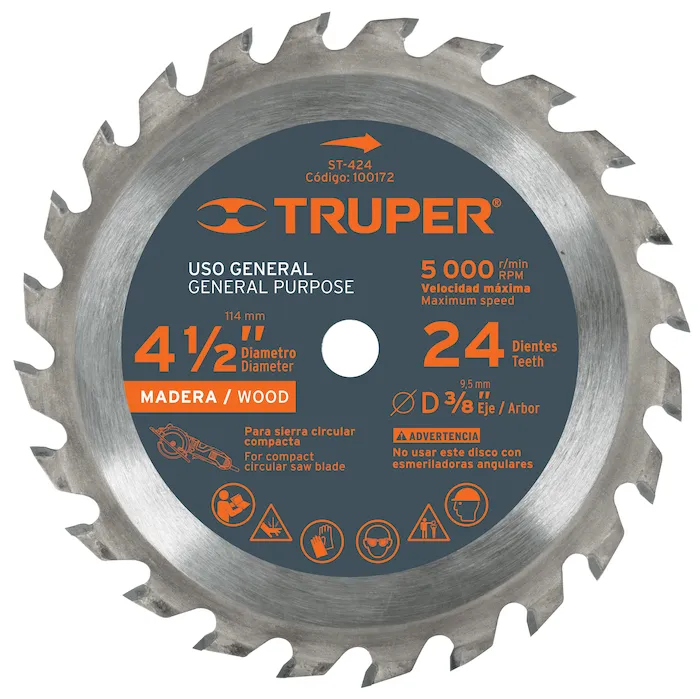 ST-424
Código: 100172
TRUPER®
USO GENERAL
GENERAL PURPOSE
5 000 r/min RPM
Velocidad máxima
Maximum speed
114 mm
4 1/2" Diametro
Diameter
24 Dientes
Teeth
MADERA / WOOD
9,5 mm
D 3/8" Eje / Arbor
Para sierra circular
compacta
For compact
circular saw blade
ADVERTENCIA
No usar este disco con
esmeriladoras angulares